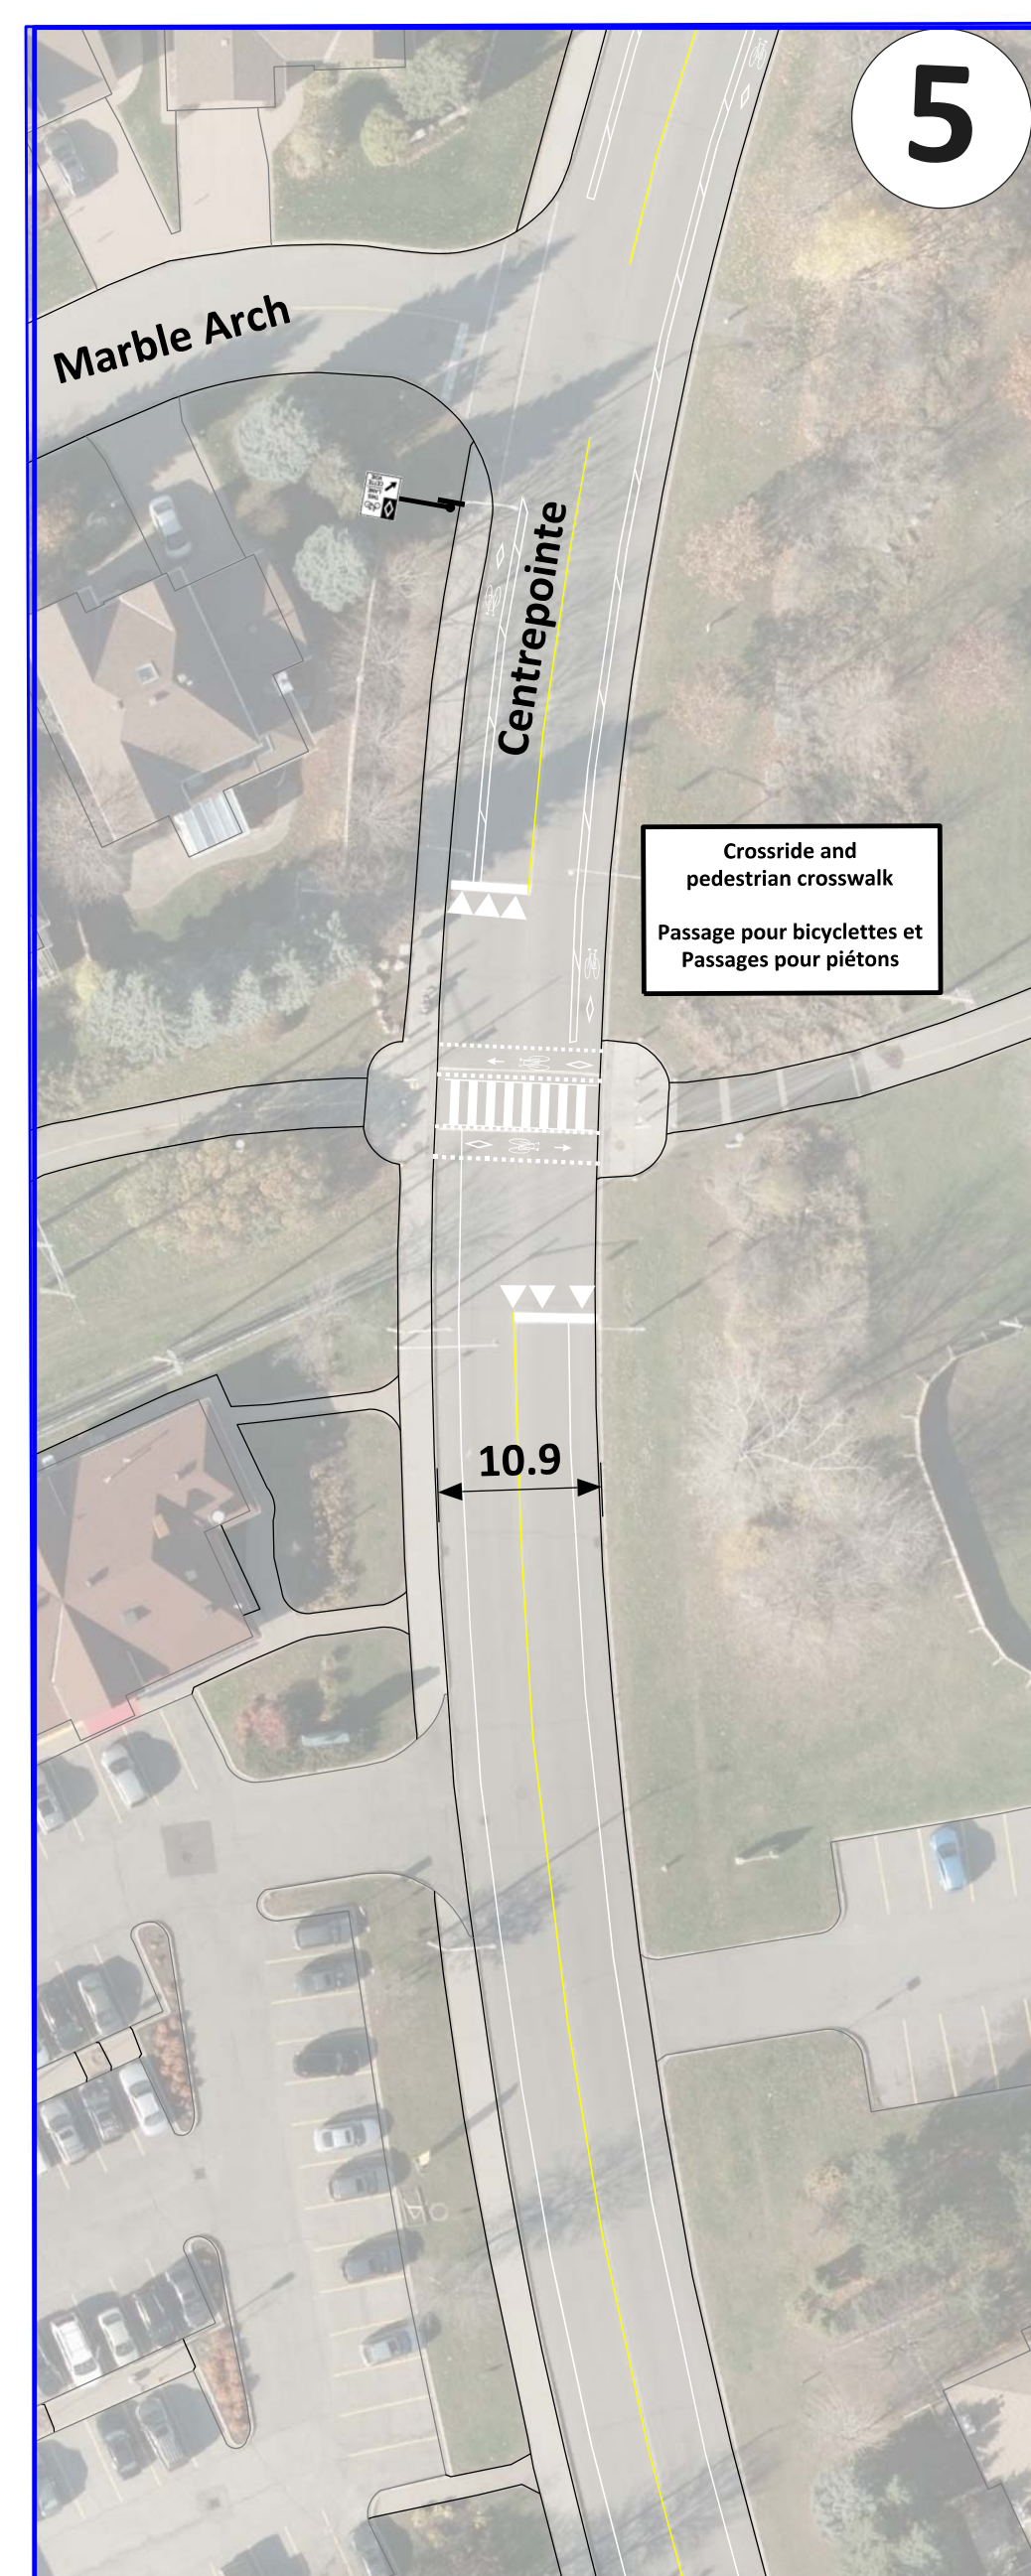 5
Marble Arch
Centrepointe
Crossride and
pedestrian crosswalk
Passage pour bicyclettes et
Passages pour piétons
10.9